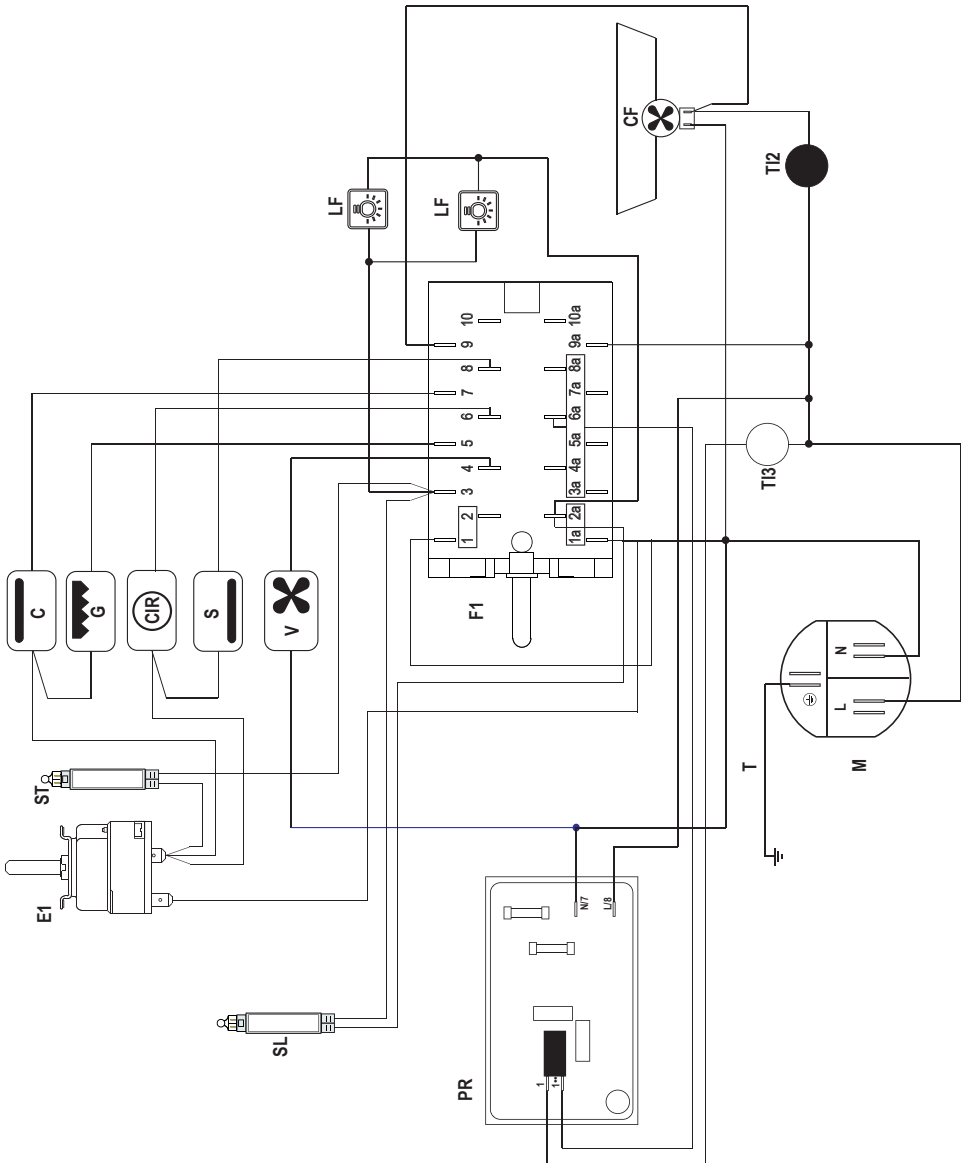 CF
TI2
LF
LF
10
10a
9
9a
8
8a
7
7a
6
6a
5
5a
4
4a
3
3a
2
2a
1
1a
TI3
F1
C
G
CIR
S
V
N
L
T
M
ST
E1
SL
N/7
L/8
PR
1
1••